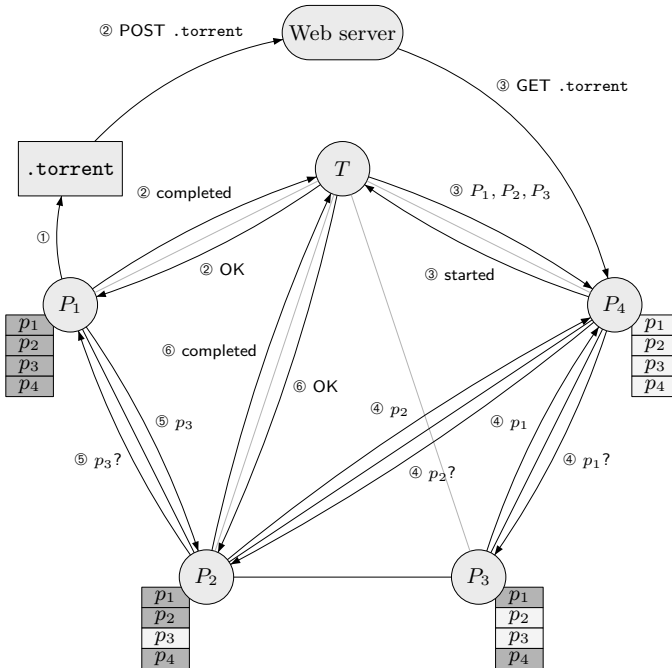 ② POST .torrent
Web server
③ GET .torrent
.torrent
T
② completed
③ P1, P2, P3
①
② OK
③ started
P1
P4
p1
p2
p3
p4
p1
p2
p3
p4
⑥ completed
⑥ OK
④ p2
④ p1
⑤ p3
⑤ p3?
④ p2?
④ p1?
P2
P3
p1
p2
p3
p4
p1
p2
p3
p4